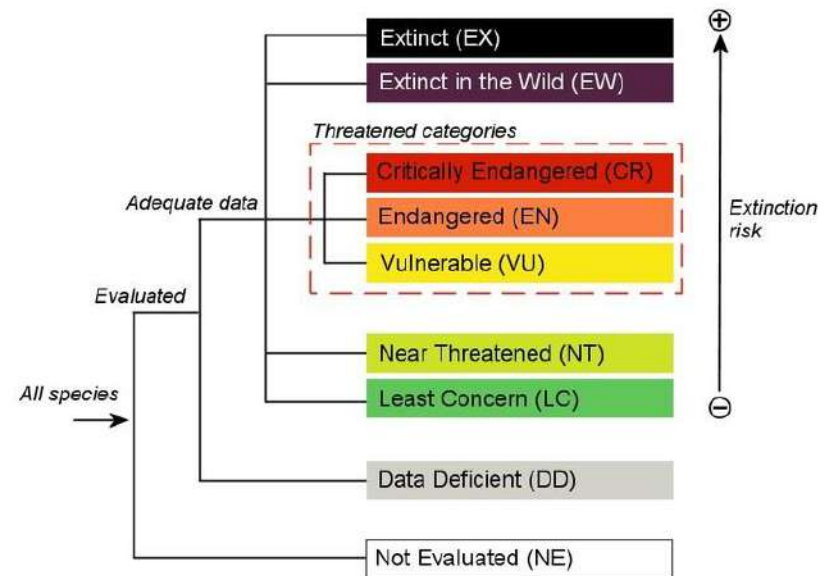 Extinct (EX)
Extinct in the Wild (EW)
Threatened categories
Critically Endangered (CR)
Adequate data
Endangered (EN)
Extinction
risk
Vulnerable (VU)
Evaluated
Near Threatened (NT)
All species
Least Concern (LC)
Data Deficient (DD)
Not Evaluated (NE)